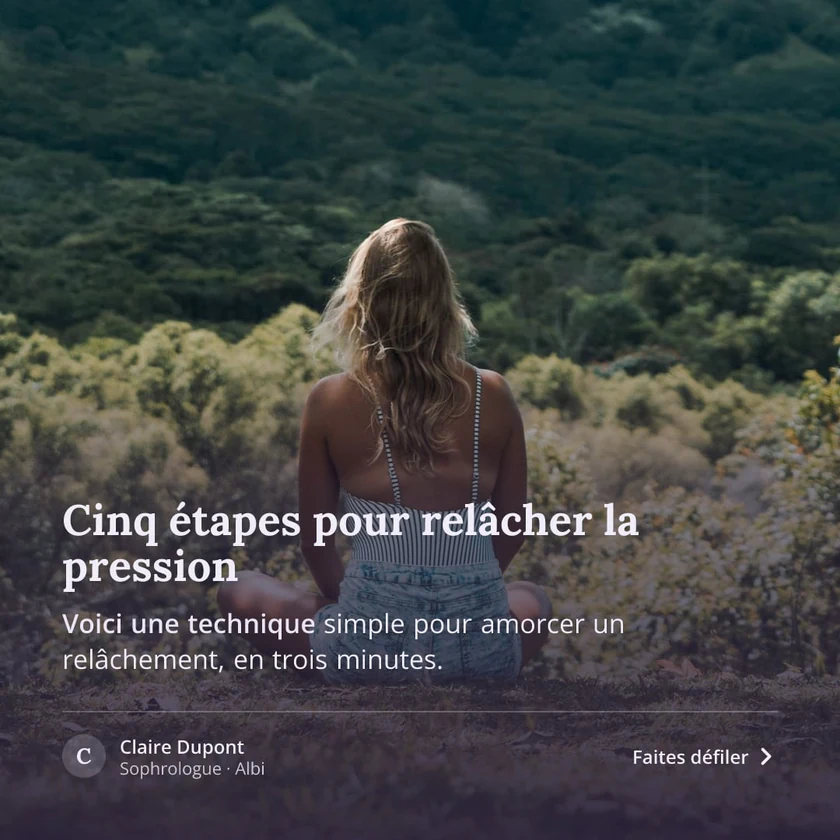 Cinq étapes pour relâcher la
pression
Voici une technique simple pour amorcer un
relâchement, en trois minutes.
C
Claire Dupont
Sophrologue · Albi
Faites défiler